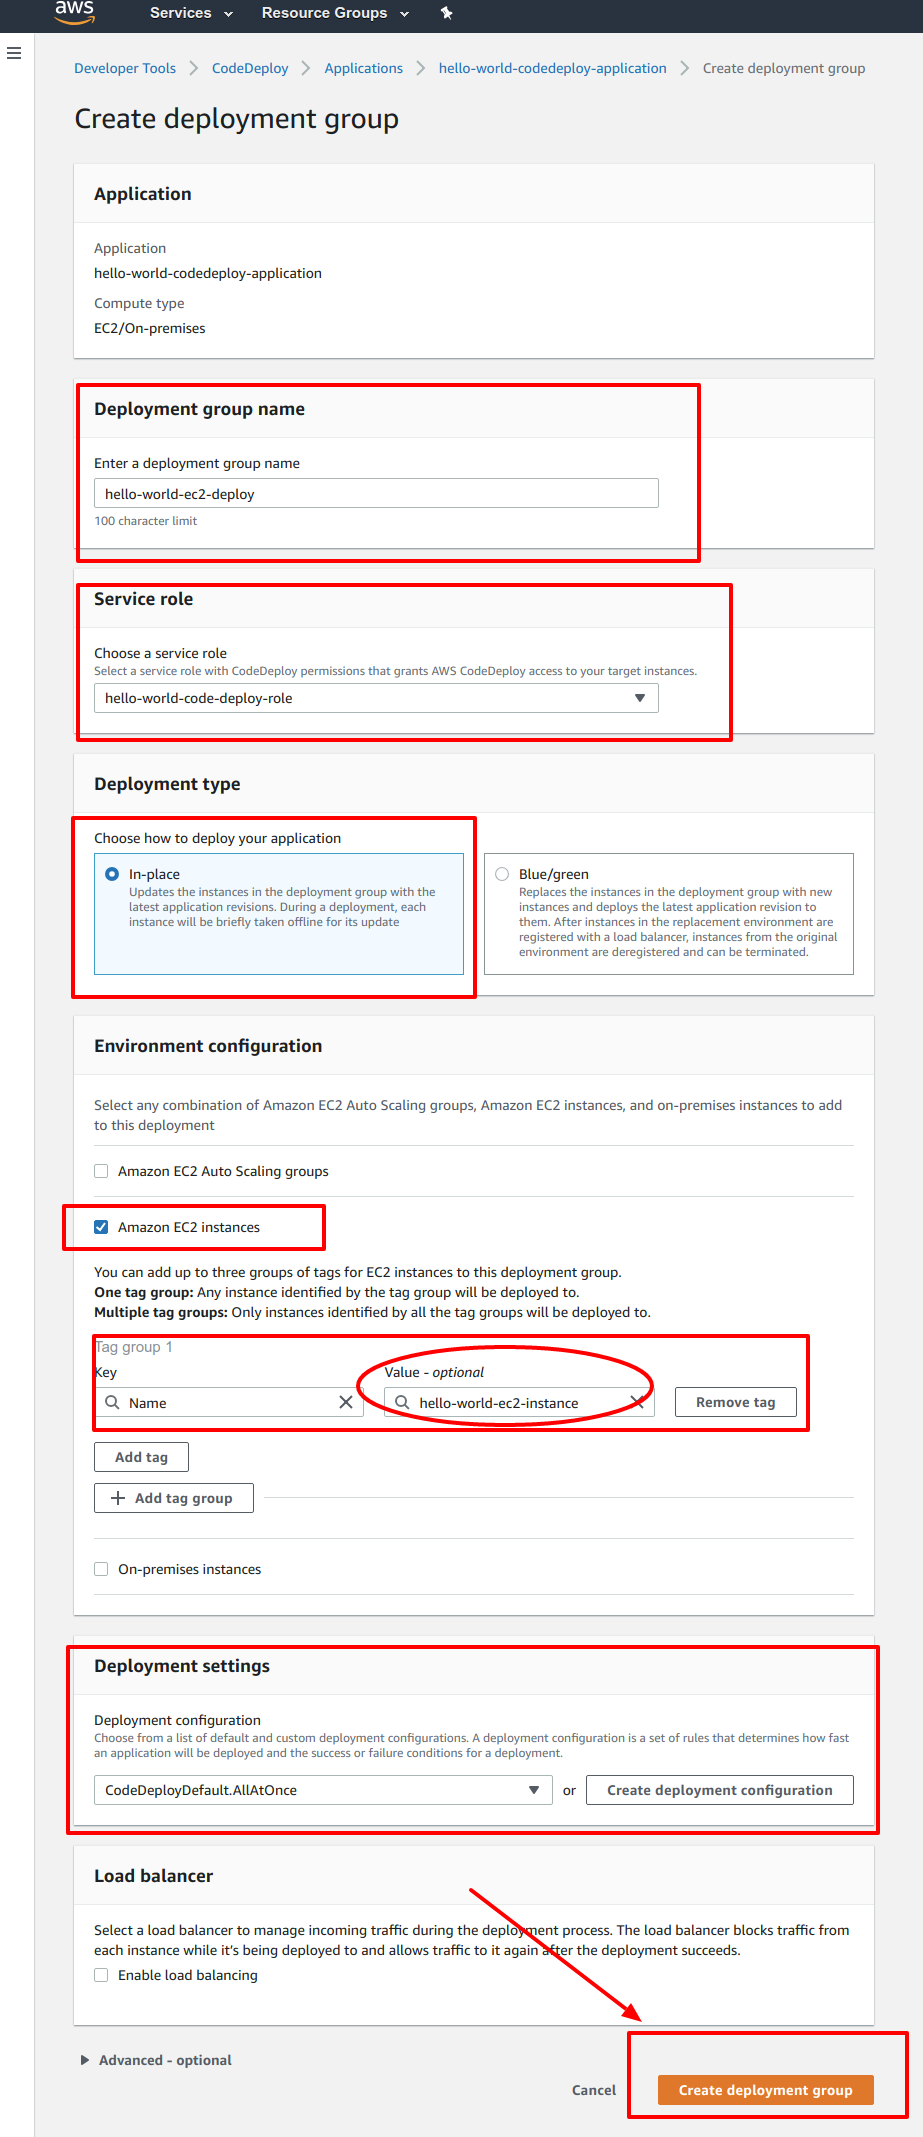 aws
Services
Resource Groups
Developer Tools
CodeDeploy
Applications
hello-world-codedeploy-application
Create deployment group
Create deployment group
Application
Application
hello-world-codedeploy-application
Compute type
EC2/On-premises
Deployment group name
Enter a deployment group name
hello-world-ec2-deploy
100 character limit
Service role
Choose a service role
Select a service role with CodeDeploy permissions that grants AWS CodeDeploy access to your target instances.
hello-world-code-deploy-role
Deployment type
Choose how to deploy your application
In-place
Updates the instances in the deployment group with the
latest application revisions. During a deployment, each
instance will be briefly taken offline for its update
Blue/green
Replaces the instances in the deployment group with new
instances and deploys the latest application revision to
them. After instances in the replacement environment are
registered with a load balancer, instances from the original
environment are deregistered and can be terminated.
Environment configuration
Select any combination of Amazon EC2 Auto Scaling groups, Amazon EC2 instances, and on-premises instances to add
to this deployment
Amazon EC2 Auto Scaling groups
Amazon EC2 instances
You can add up to three groups of tags for EC2 instances to this deployment group.
One tag group: Any instance identified by the tag group will be deployed to.
Multiple tag groups: Only instances identified by all the tag groups will be deployed to.
Tag group 1
Key
Value - optional
Name
hello-world-ec2-instance
Remove tag
Add tag
Add tag group
On-premises instances
Deployment settings
Deployment configuration
Choose from a list of default and custom deployment configurations. A deployment configuration is a set of rules that determines how fast
an application will be deployed and the success or failure conditions for a deployment.
CodeDeployDefault.AllAtOnce
or
Create deployment configuration
Load balancer
Select a load balancer to manage incoming traffic during the deployment process. The load balancer blocks traffic from
each instance while it's being deployed to and allows traffic to it again after the deployment succeeds.
Enable load balancing
Advanced - optional
Cancel
Create deployment group